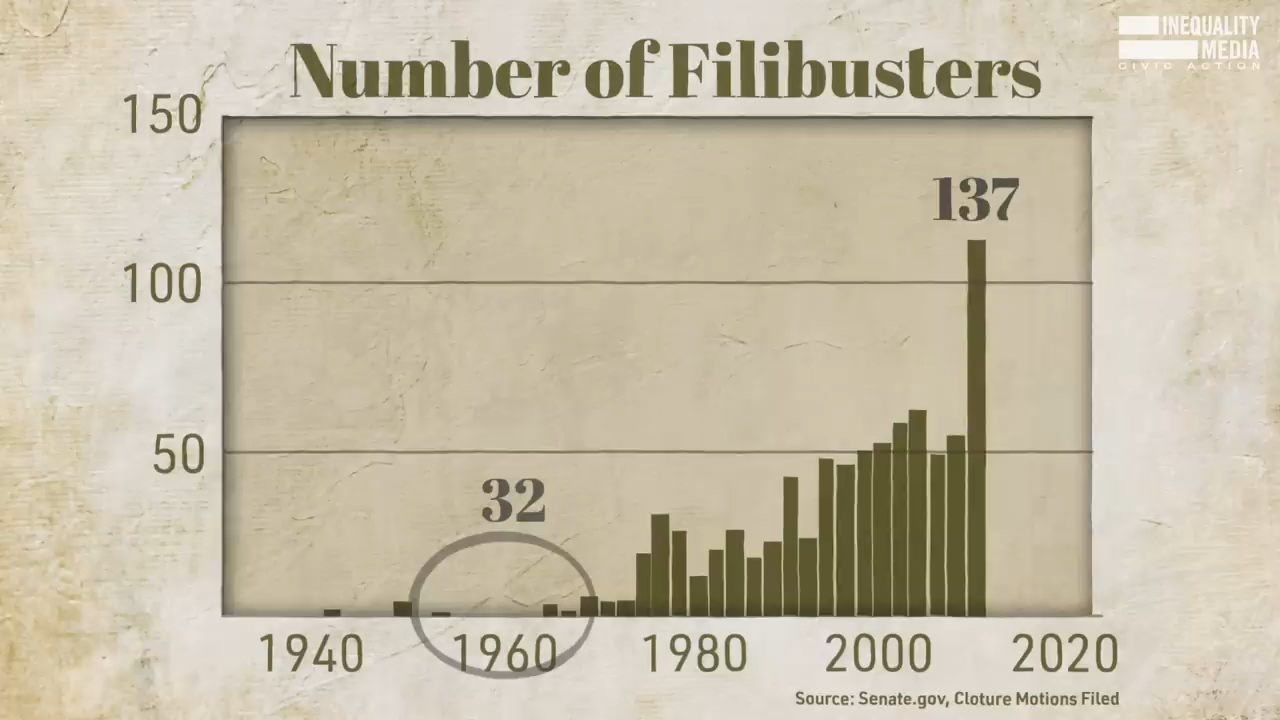 INEQUALITY
MEDIA
CIVIC ACTION
Number of Filibusters
150
137
100
50
32
1940
1960
1980
2000
2020
Source: Senate.gov, Cloture Motions Filed